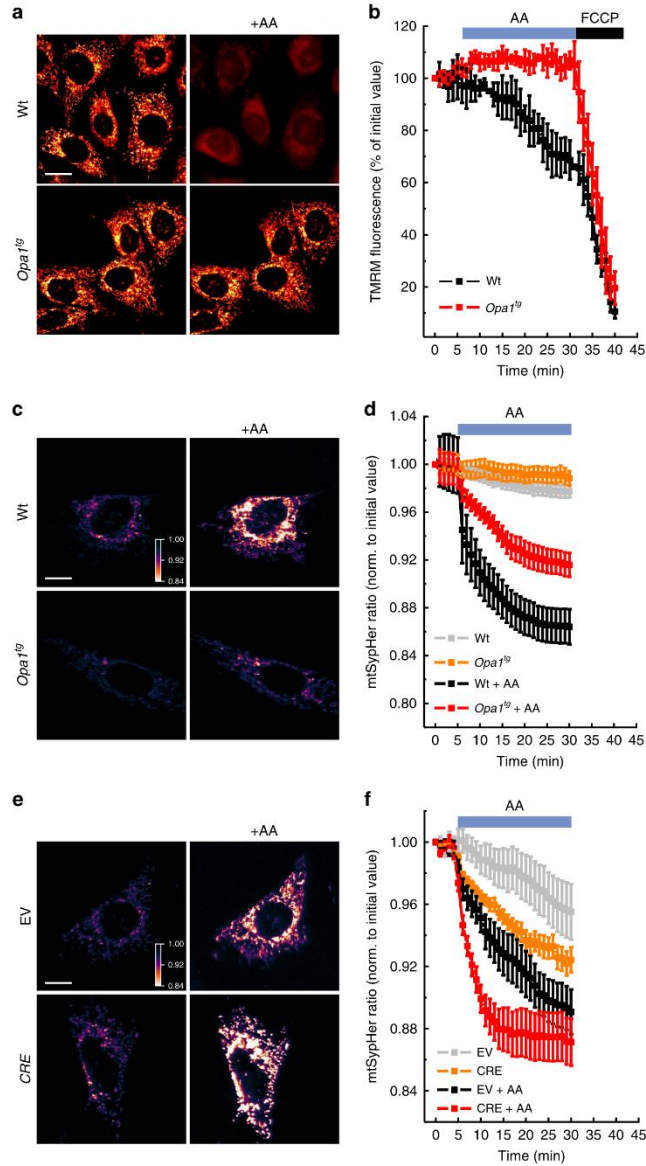 a
+AA
Wt
Opa1tg
b
AA
FCCP
TMRM fluorescence (% of initial value)
120
100
80
60
40
20
Wt
Opa1tg
0 5 10 15 20 25 30 35 40 45
Time (min)
c
+AA
Wt
1.00
0.92
0.84
Opa1tg
d
AA
mtSypHer ratio (norm. to initial value)
1.04
1.00
0.96
0.92
0.88
0.84
0.80
Wt
Opa1tg
Wt + AA
Opa1tg + AA
0 5 10 15 20 25 30 35 40 45
Time (min)
e
+AA
EV
1.00
0.92
0.84
CRE
f
AA
mtSypHer ratio (norm. to initial value)
1.00
0.96
0.92
0.88
0.84
EV
CRE
EV + AA
CRE + AA
0 5 10 15 20 25 30 35 40 45
Time (min)